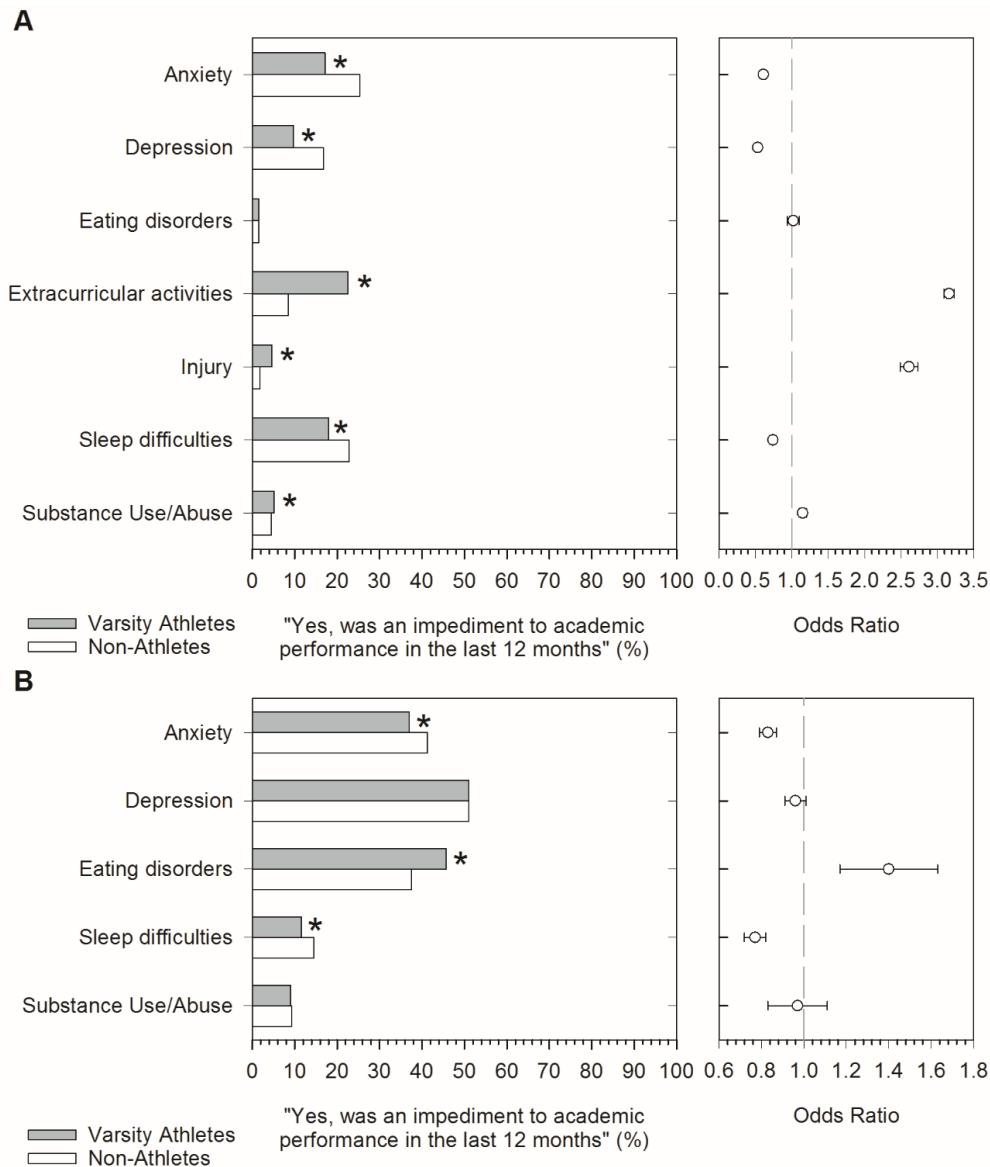 A
Anxiety
*
Depression
*
Eating disorders
Extracurricular activities
*
Injury
*
Sleep difficulties
*
Substance Use/Abuse
*
0 10 20 30 40 50 60 70 80 90 100
0.0 0.5 1.0 1.5 2.0 2.5 3.0 3.5
Varsity Athletes
Non-Athletes
"Yes, was an impediment to academic
performance in the last 12 months" (%)
Odds Ratio
B
Anxiety
*
Depression
Eating disorders
*
Sleep difficulties
*
Substance Use/Abuse
0 10 20 30 40 50 60 70 80 90 100
0.6 0.8 1.0 1.2 1.4 1.6 1.8
Varsity Athletes
Non-Athletes
"Yes, was an impediment to academic
performance in the last 12 months" (%)
Odds Ratio